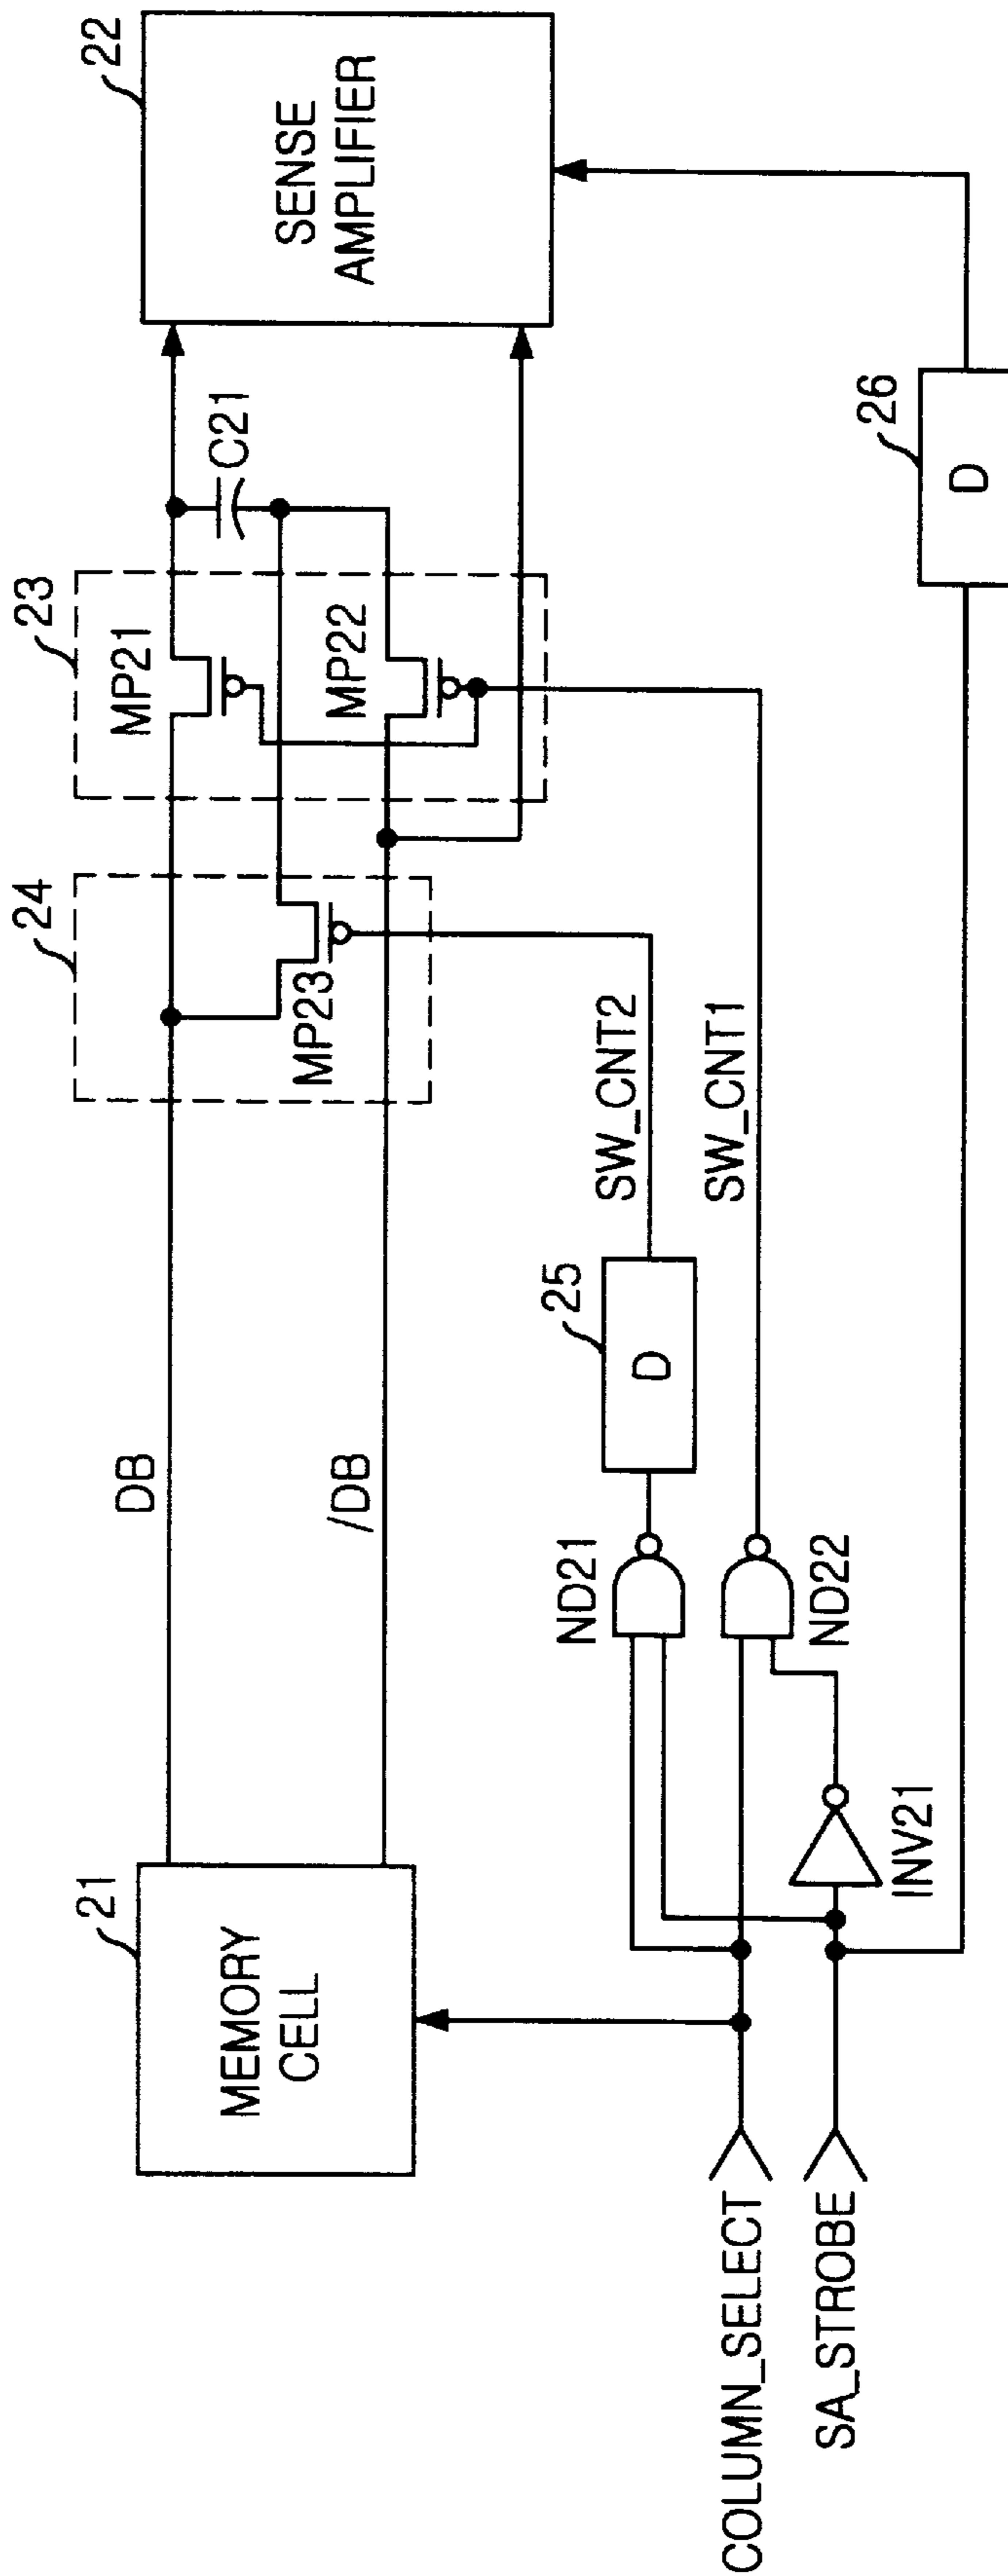 22
SENSE
AMPLIFIER
C21
23
MP21
MP22
24
MP23
26
D
SW_CNT2
SW_CNT1
25
D
DB
/DB
ND21
ND22
INV21
21
MEMORY
CELL
COLUMN_SELECT
SA_STROBE